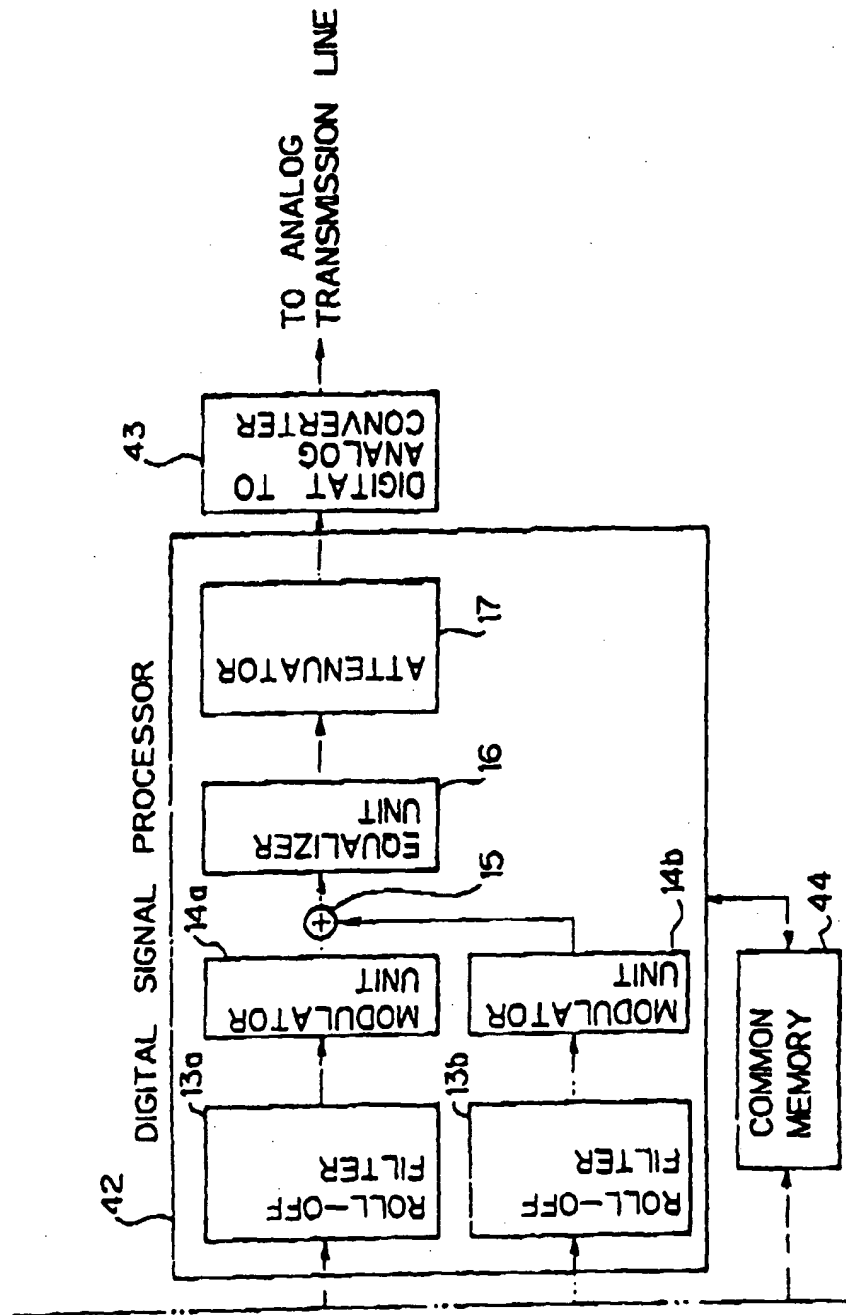 42
DIGITAL SIGNAL PROCESSOR
13a
ROLL-OFF
FILTER
14a
MODULATOR
UNIT
15
EQUALIZER
UNIT
16
ATTENUATOR
17
43
DIGITAT TO
ANALOG
CONVERTER
TO ANALOG
TRANSMISSION LINE
13b
ROLL-OFF
FILTER
MODULATOR
UNIT
14b
COMMON
MEMORY
44